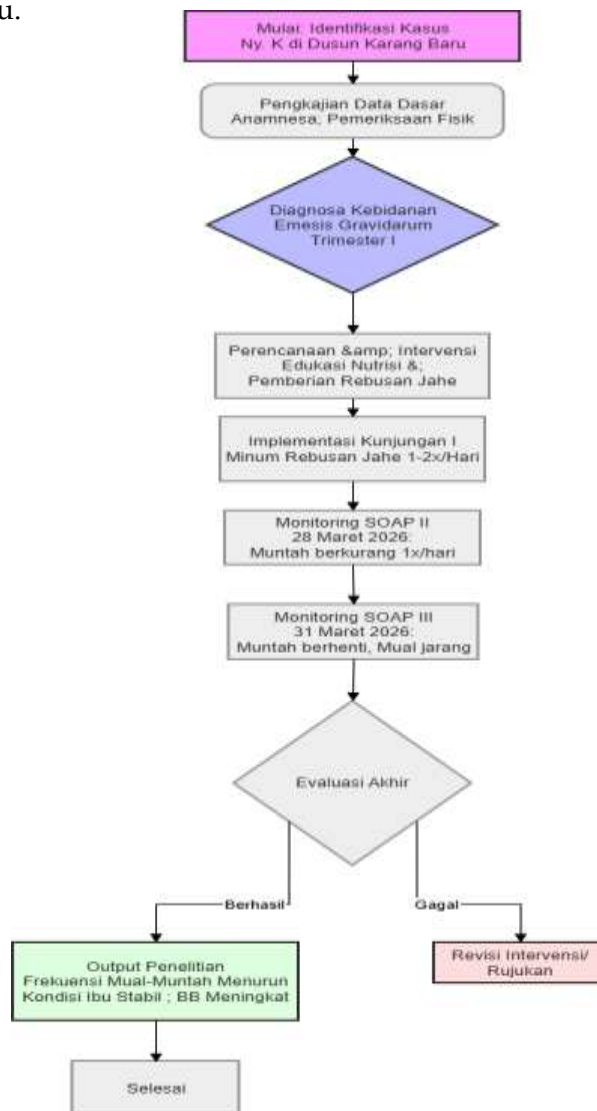 u.
Mulai: Identifikasi Kasus
Ny. K di Dusun Karang Baru
Pengkajian Data Dasar
Anamnesa; Pemeriksaan Fisik
Diagnosa Kebidanan
Emesis Gravidarum
Trimester I
Perencanaan &amp; Intervensi
Edukasi Nutrisi &;
Pemberian Rebusan Jahe
Implementasi Kunjungan I
Minum Rebusan Jahe 1-2x/Hari
Monitoring SOAP II
28 Maret 2026:
Muntah berkurang 1x/hari
Monitoring SOAP III
31 Maret 2026:
Muntah berhenti, Mual jarang
Evaluasi Akhir
Berhasil
Gagal
Output Penelitian
Frekuensi Mual-Muntah Menurun
Kondisi Ibu Stabil ; BB Meningkat
Revisi Intervensi/
Rujukan
Selesai